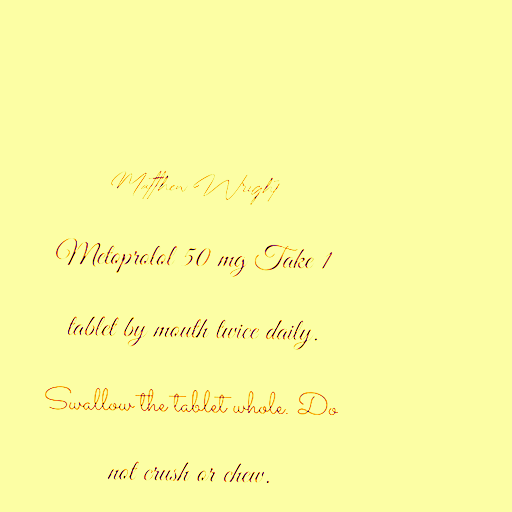 Matthew Wright
Metoprolol 50 mg Take 1
tablet by mouth twice daily.
Swallow the tablet whole. Do
not crush or chew.